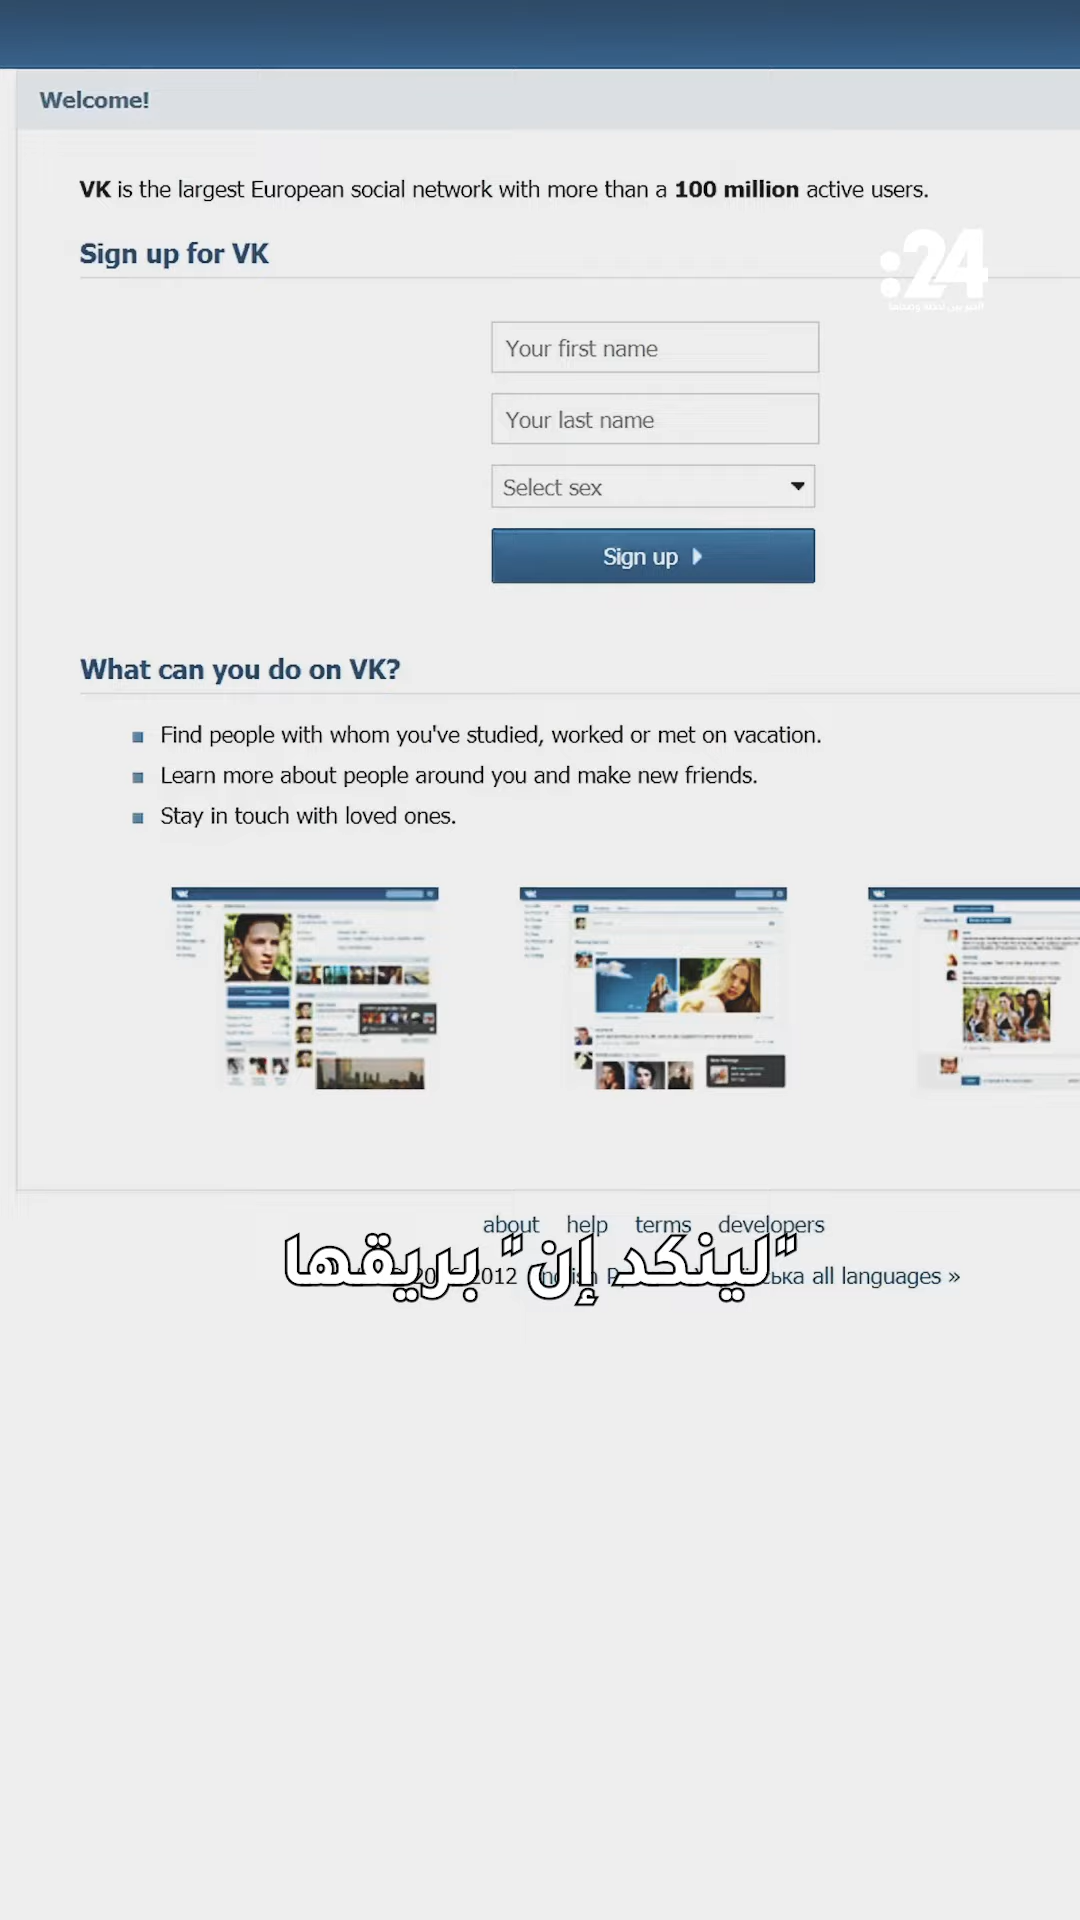 Welcome!
VK is the largest European social network with more than a 100 million active users.
Sign up for VK
:24
Your first name
Your last name
Select sex
Sign up
What can you do on VK?
Find people with whom you've studied, worked or met on vacation.
Learn more about people around you and make new friends.
Stay in touch with loved ones.
about help terms developers
"لينكد إن" بريقها
2012
all languages »